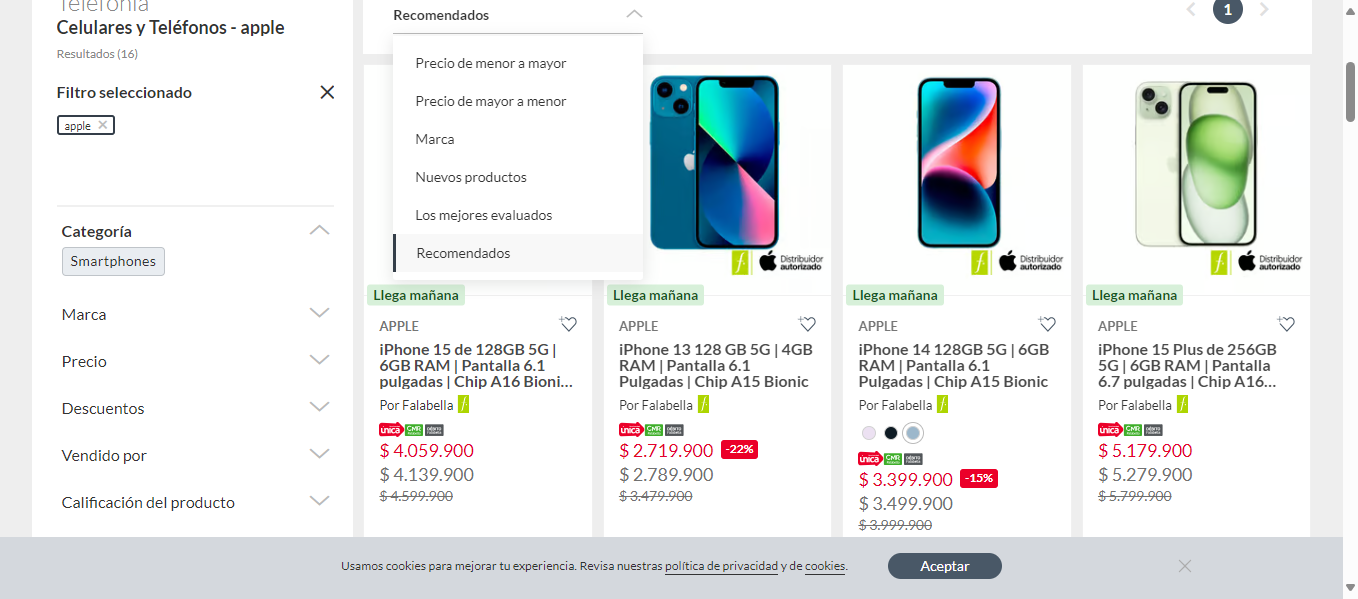 Telefonía
Celulares y Teléfonos - apple
Resultados (16)
Filtro seleccionado
apple
Categoría
Smartphones
Marca
Precio
Descuentos
Vendido por
Calificación del producto
Recomendados
1
Precio de menor a mayor
Precio de mayor a menor
Marca
Nuevos productos
Los mejores evaluados
Recomendados
Llega mañana
APPLE
iPhone 15 de 128GB 5G |
6GB RAM | Pantalla 6.1
pulgadas | Chip A16 Bioni...
Por Falabella
única CMR
$ 4.059.900
$ 4.139.900
$ 4.599.900
Distribuidor
autorizado
Llega mañana
APPLE
iPhone 13 128 GB 5G | 4GB
RAM | Pantalla 6.1
Pulgadas | Chip A15 Bionic
Por Falabella
única CMR
$ 2.719.900 -22%
$ 2.789.900
$ 3.479.900
Distribuidor
autorizado
Llega mañana
APPLE
iPhone 14 128GB 5G | 6GB
RAM | Pantalla 6.1
Pulgadas | Chip A15 Bionic
Por Falabella
única CMR
$ 3.399.900 -15%
$ 3.499.900
$ 3.999.900
Distribuidor
autorizado
Llega mañana
APPLE
iPhone 15 Plus de 256GB
5G | 6GB RAM | Pantalla
6.7 pulgadas | Chip A16...
Por Falabella
única CMR
$ 5.179.900
$ 5.279.900
$ 5.799.900
Usamos cookies para mejorar tu experiencia. Revisa nuestras política de privacidad y de cookies.
Aceptar